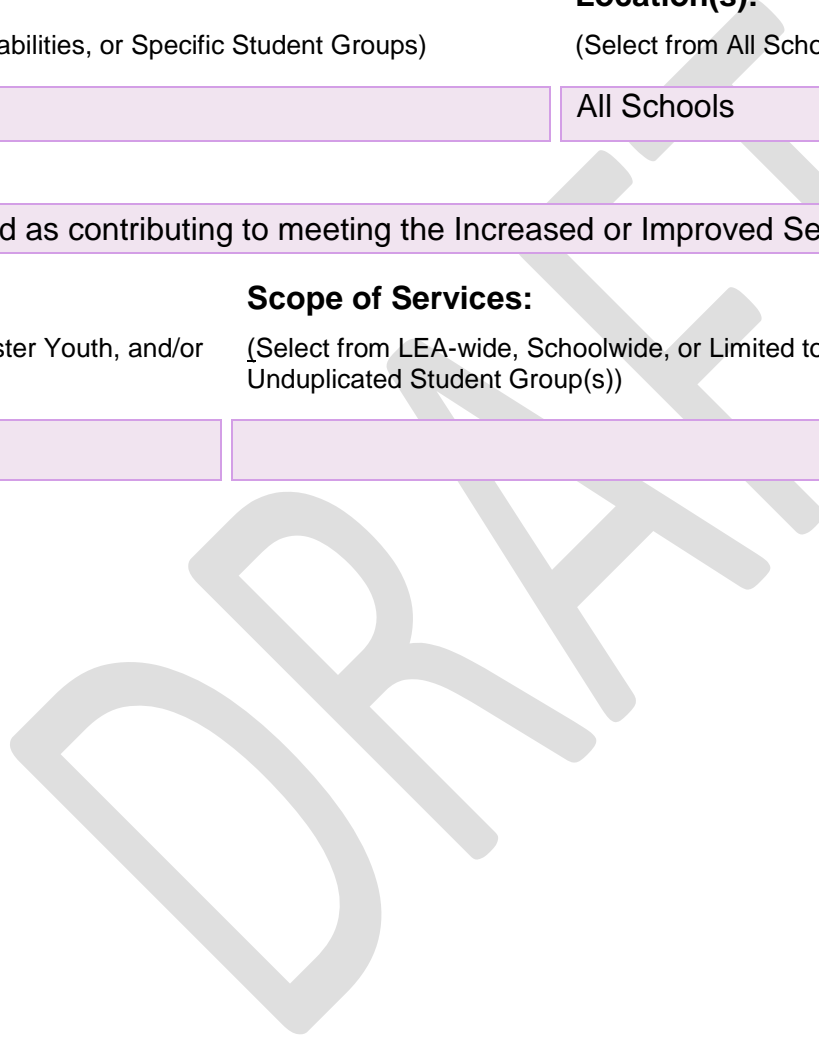 Location(s):
abilities, or Specific Student Groups)
(Select from All Scho
All Schools
d as contributing to meeting the Increased or Improved Se
Scope of Services:
ster Youth, and/or
(Select from LEA-wide, Schoolwide, or Limited to
Unduplicated Student Group(s))
DRAFT